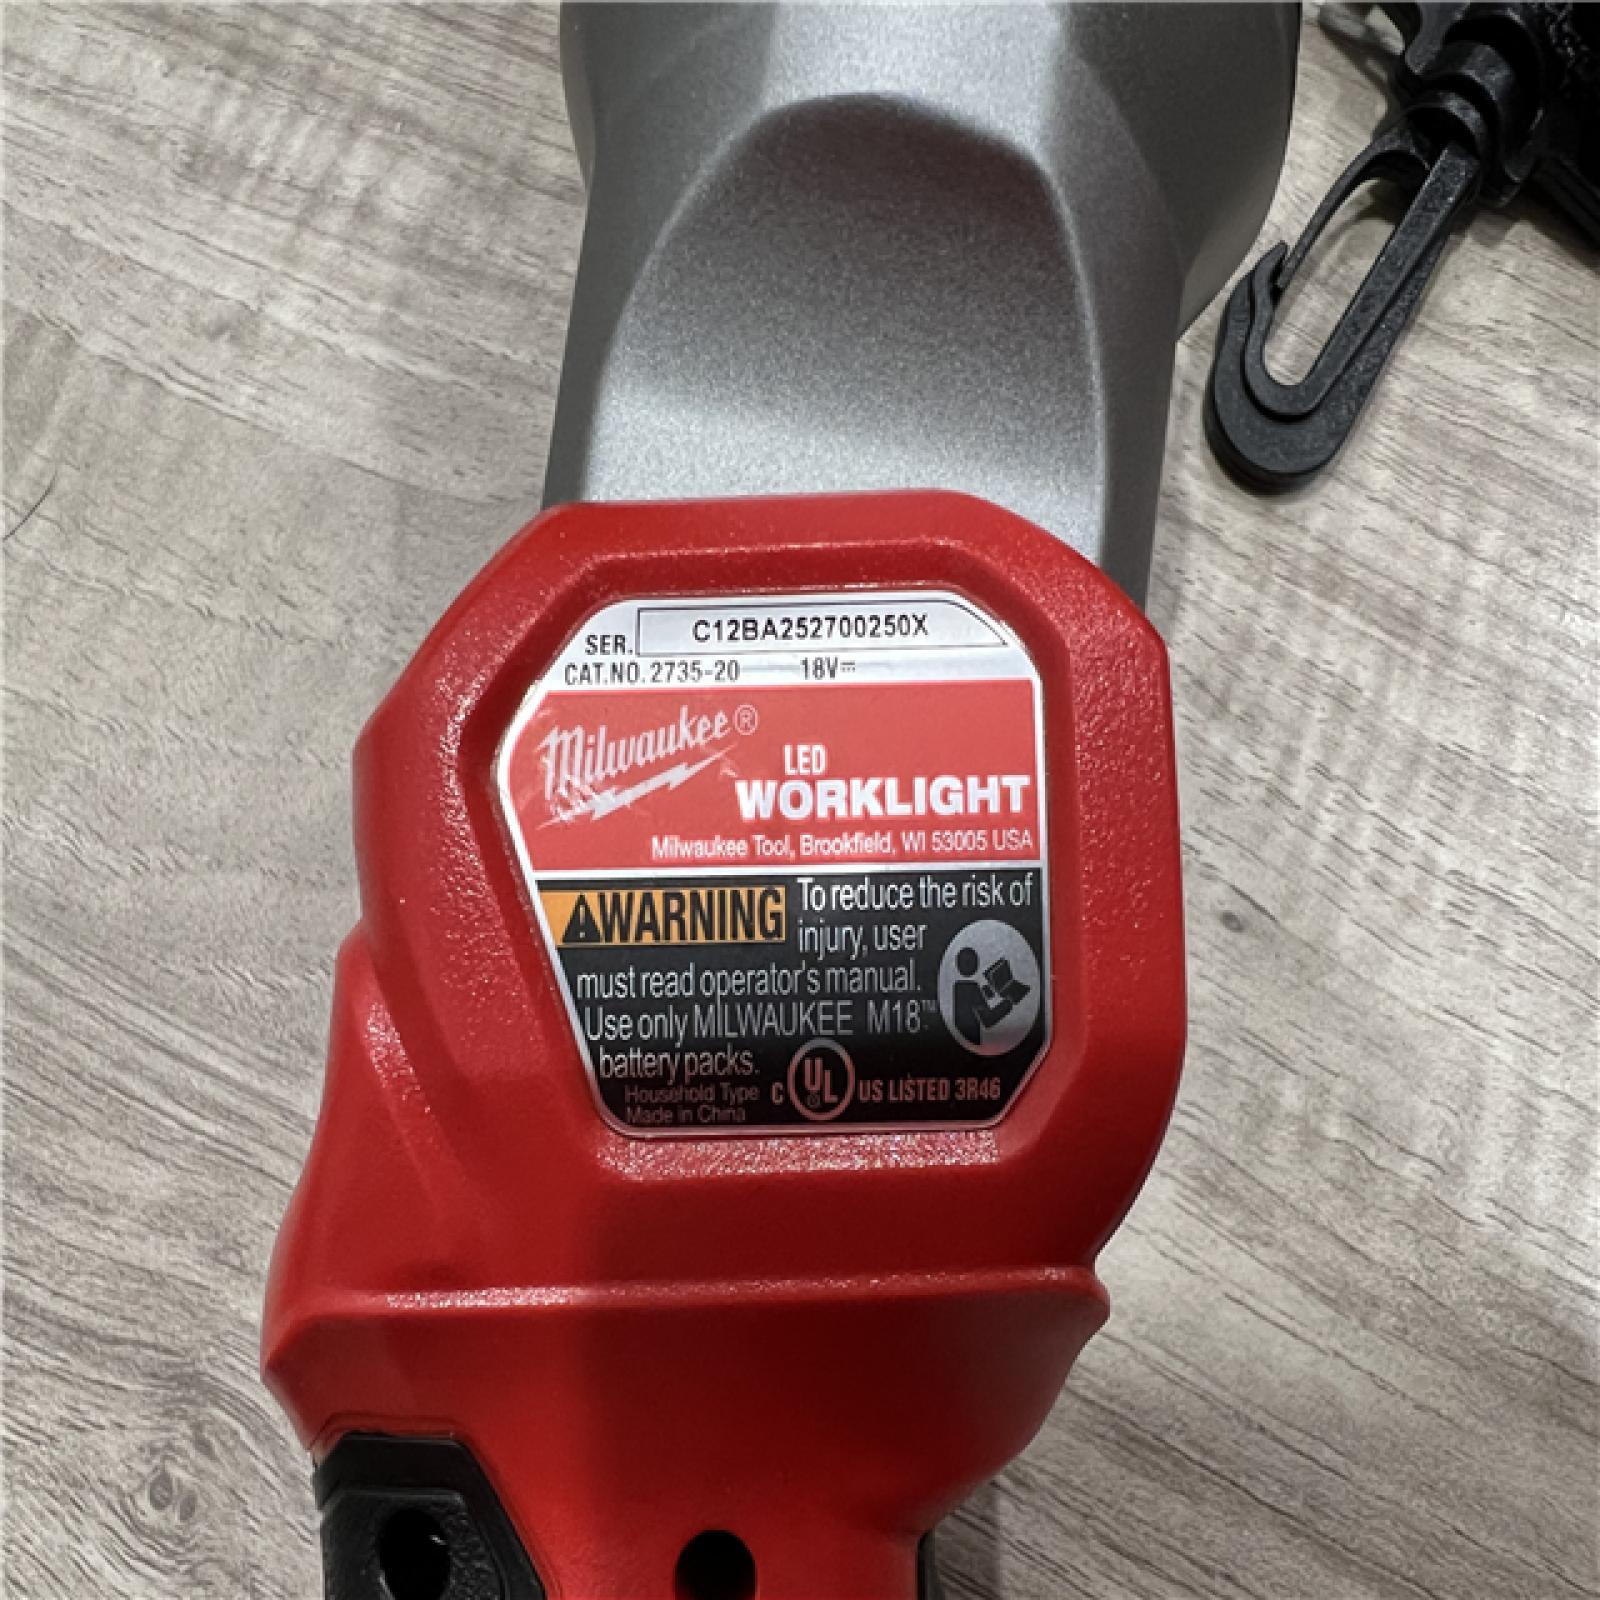 SER. C12BA252700250X
CAT.NO. 2735-20 18V⎓
Milwaukee®
LED
WORKLIGHT
Milwaukee Tool, Brookfield, WI 53005 USA
⚠WARNING To reduce the risk of
injury, user
must read operator's manual.
Use only MILWAUKEE M18™
battery packs.
Household Type
Made in China
C UL US LISTED 3R46